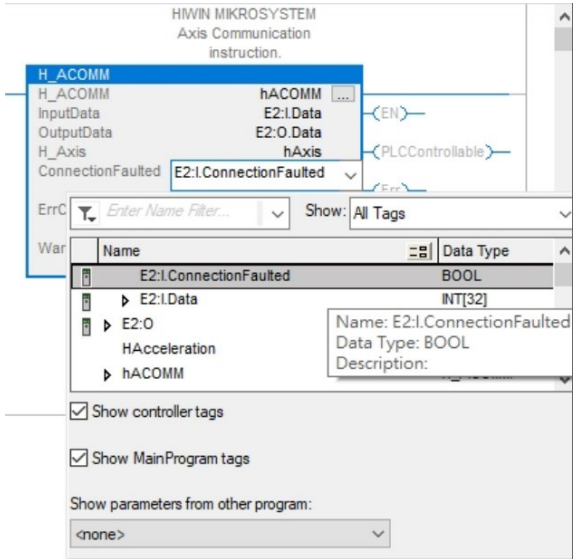 HIWIN MIKROSYSTEM
Axis Communication
instruction.
H_ACOMM
H_ACOMM hACOMM ...
InputData E2:I.Data (EN)
OutputData E2:O.Data
H_Axis hAxis (PLCControllable)
ConnectionFaulted E2:I.ConnectionFaulted
(Err)
ErrC Enter Name Filter... Show: All Tags
War Name Data Type
E2:I.ConnectionFaulted BOOL
E2:I.Data INT[32]
E2:O
Name: E2:I.ConnectionFaulted
Data Type: BOOL
Description:
HAcceleration
hACOMM
Show controller tags
Show MainProgram tags
Show parameters from other program:
<none>